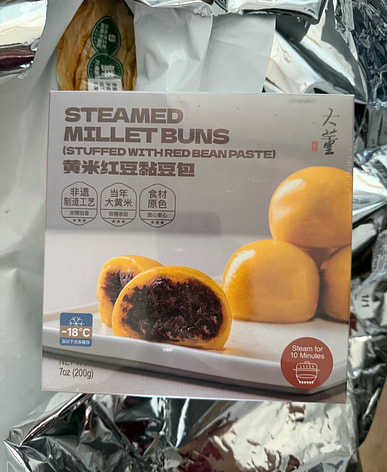 STEAMED
MILLET BUNS
(STUFFED WITH RED BEAN PASTE)
黄米红豆黏豆包
大董
非遗
制造工艺
当年
大黄米
食材
原色
-18°C
Steam for
10 Minutes
7oz (200g)